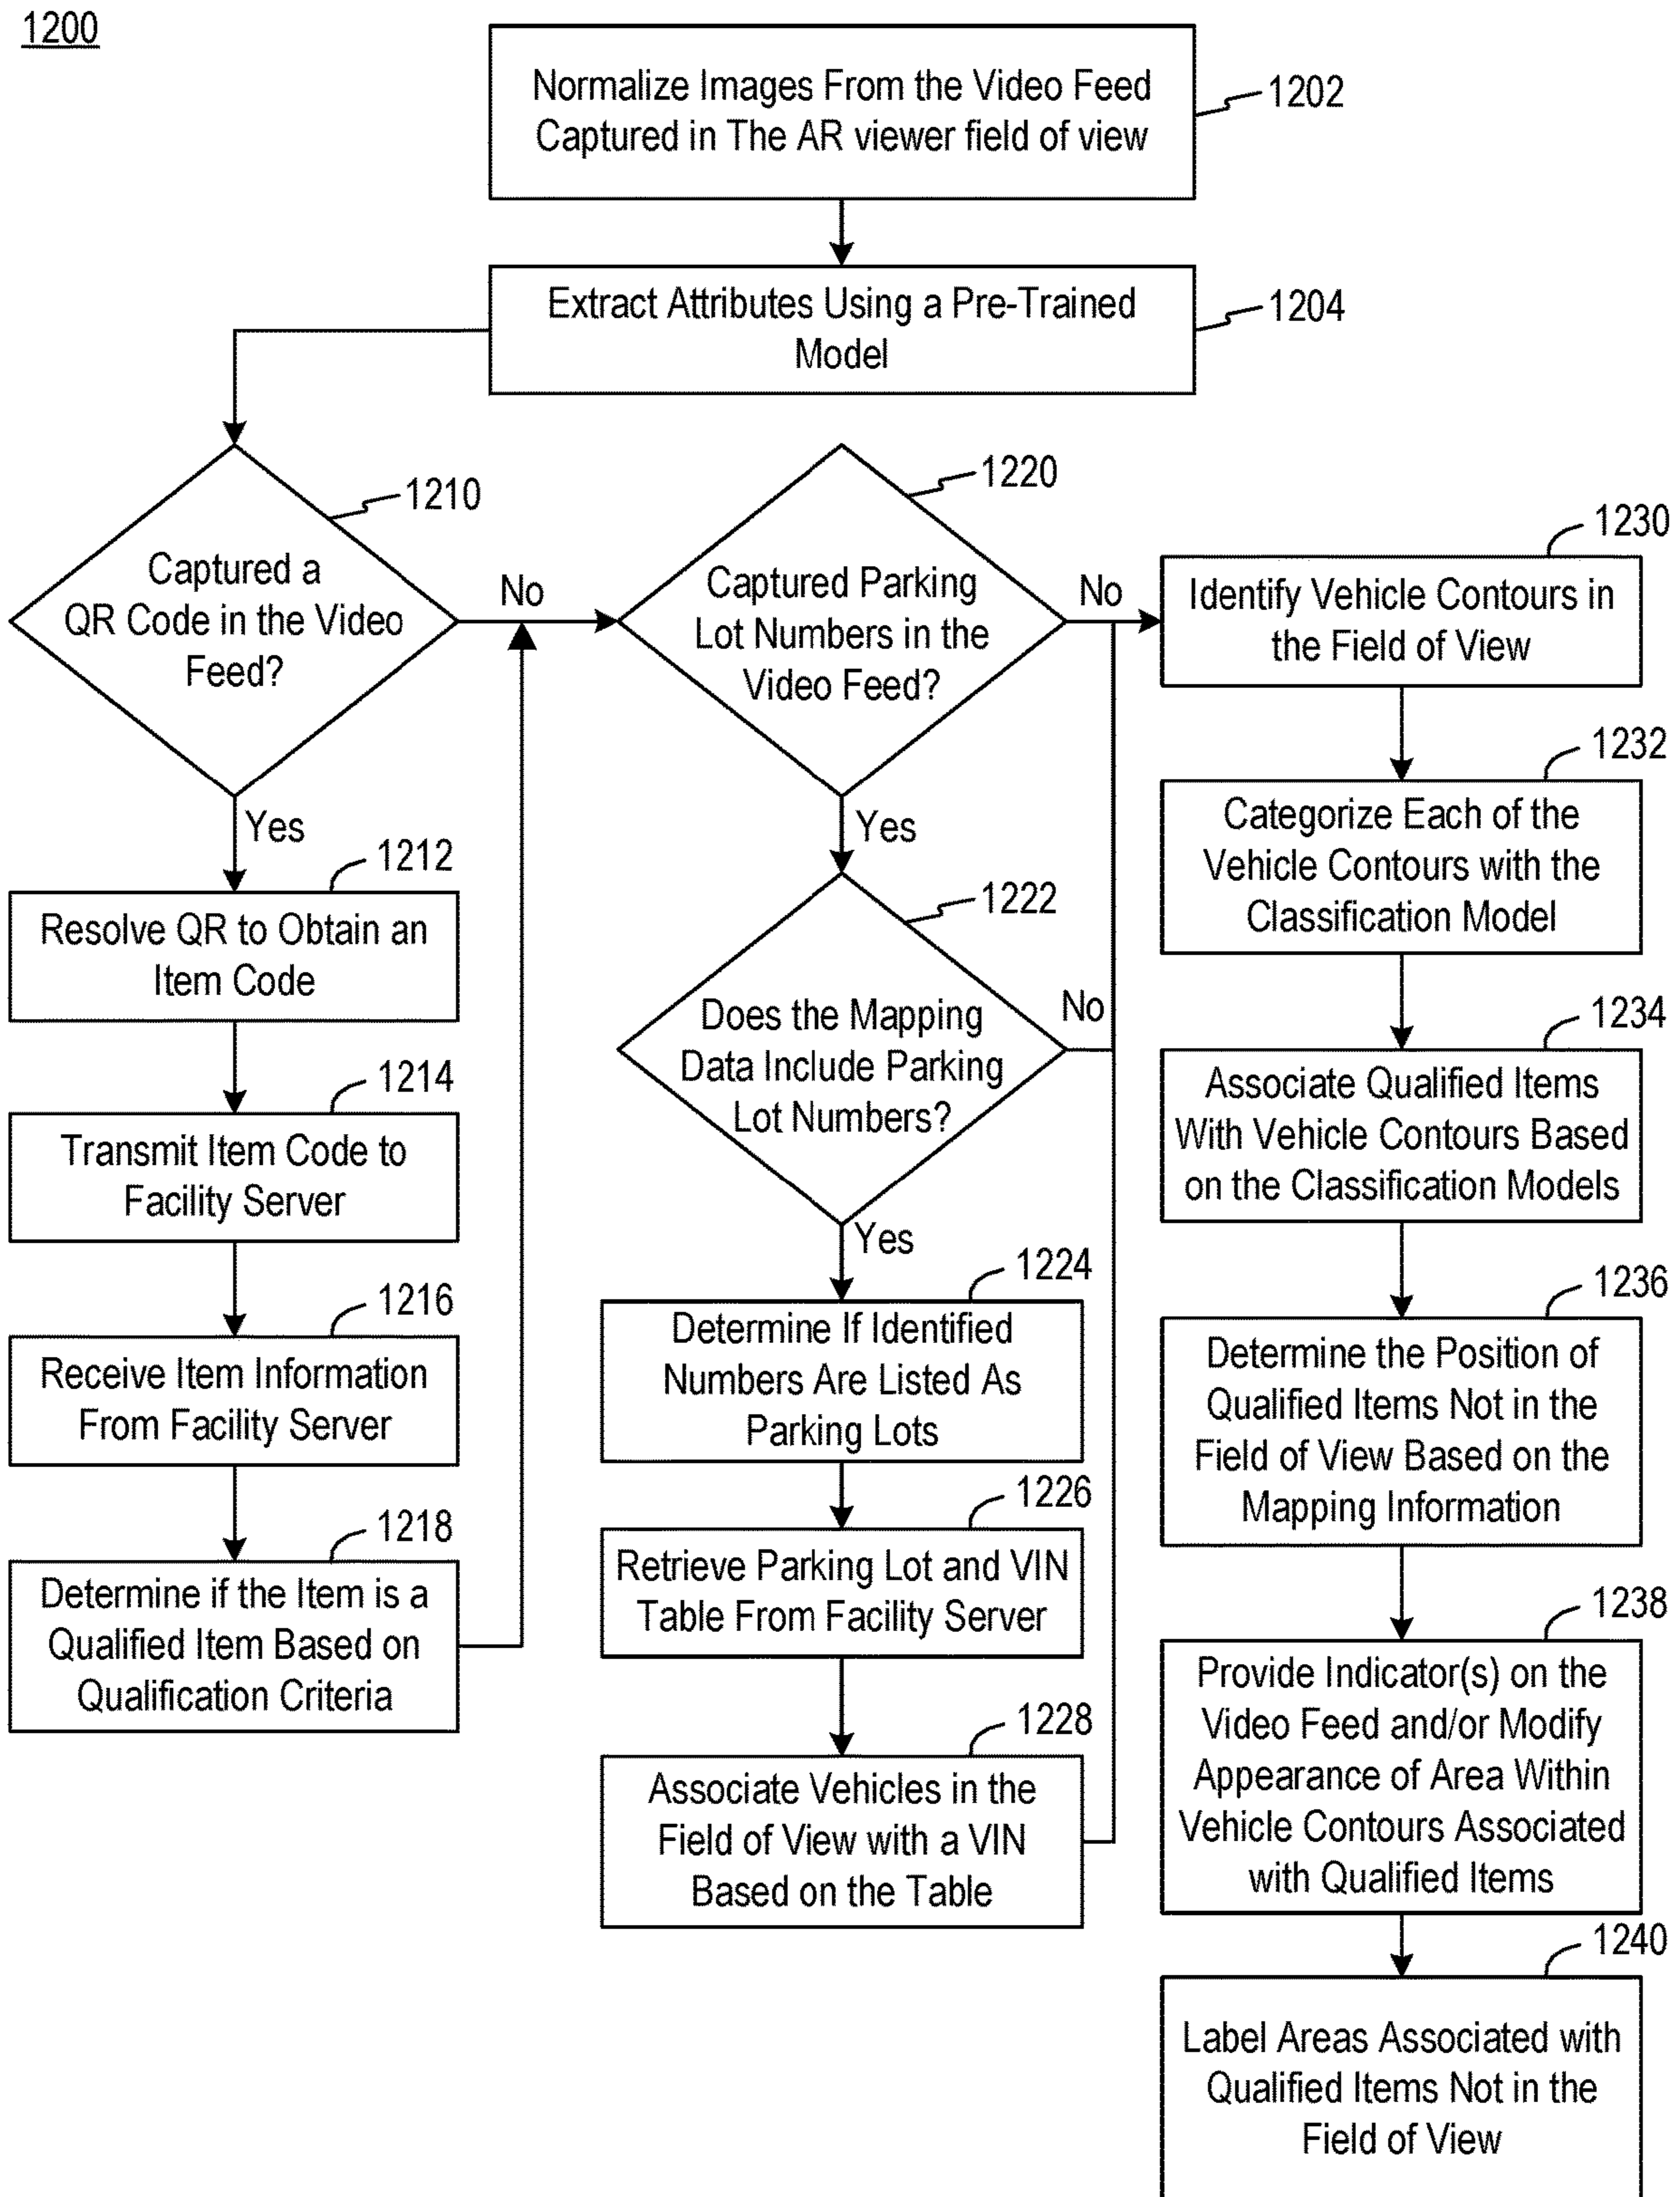 1200
Normalize Images From the Video Feed
Captured in The AR viewer field of view
1202
Extract Attributes Using a Pre-Trained
Model
1204
1210
Captured a
QR Code in the Video
Feed?
No
Yes
1212
Resolve QR to Obtain an
Item Code
1214
Transmit Item Code to
Facility Server
1216
Receive Item Information
From Facility Server
1218
Determine if the Item is a
Qualified Item Based on
Qualification Criteria
1220
Captured Parking
Lot Numbers in the
Video Feed?
No
Yes
1222
Does the Mapping
Data Include Parking
Lot Numbers?
No
Yes
1224
Determine If Identified
Numbers Are Listed As
Parking Lots
1226
Retrieve Parking Lot and VIN
Table From Facility Server
1228
Associate Vehicles in the
Field of View with a VIN
Based on the Table
1230
Identify Vehicle Contours in
the Field of View
1232
Categorize Each of the
Vehicle Contours with the
Classification Model
1234
Associate Qualified Items
With Vehicle Contours Based
on the Classification Models
1236
Determine the Position of
Qualified Items Not in the
Field of View Based on the
Mapping Information
1238
Provide Indicator(s) on the
Video Feed and/or Modify
Appearance of Area Within
Vehicle Contours Associated
with Qualified Items
1240
Label Areas Associated with
Qualified Items Not in the
Field of View